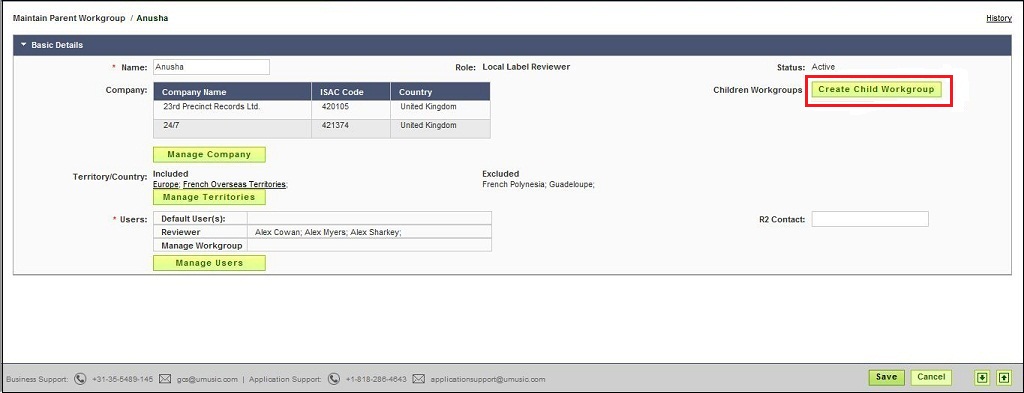 Maintain Parent Workgroup / Anusha History
Basic Details
* Name: Anusha Role: Local Label Reviewer Status: Active
Company: Company Name ISAC Code Country Children Workgroups Create Child Workgroup
23rd Precinct Records Ltd. 420105 United Kingdom
24/7 421374 United Kingdom
Manage Company
Territory/Country: Included Excluded
Europe; French Overseas Territories; French Polynesia; Guadeloupe;
Manage Territories
* Users: Default User(s): R2 Contact:
Reviewer Alex Cowan; Alex Myers; Alex Sharkey;
Manage Workgroup
Manage Users
Business Support: +31-35-5489-145 gcs@umusic.com | Application Support: +1-818-286-4643 applicationsupport@umusic.com Save Cancel